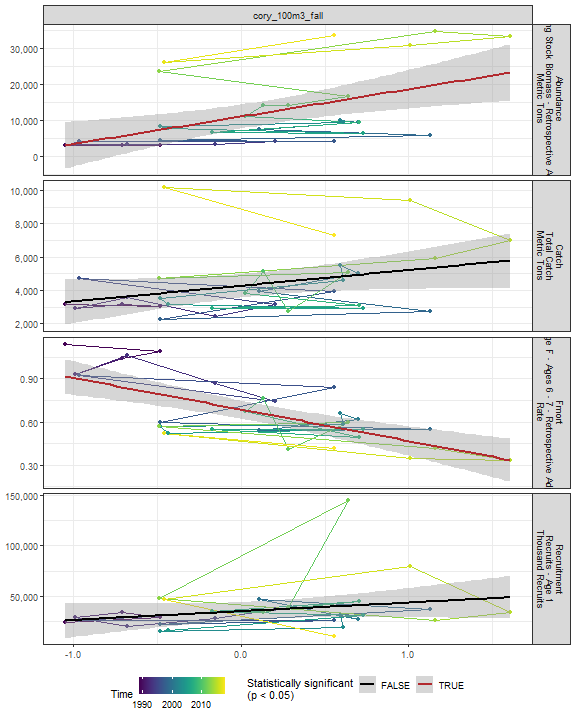 cory_100m3_fall
30,000
20,000
10,000
0
Abundance
ng Stock Biomass - Retrospective A
Metric Tons
10,000
8,000
6,000
4,000
2,000
Catch
Total Catch
Metric Tons
0.90
0.60
0.30
Fmort
e F - Ages 6 - 7 - Retrospective Ad
Rate
150,000
100,000
50,000
Recruitment
Recruits - Age 1
Thousand Recruits
-1.0 0.0 1.0
Time
1990 2000 2010
Statistically significant
(p < 0.05)
FALSE TRUE